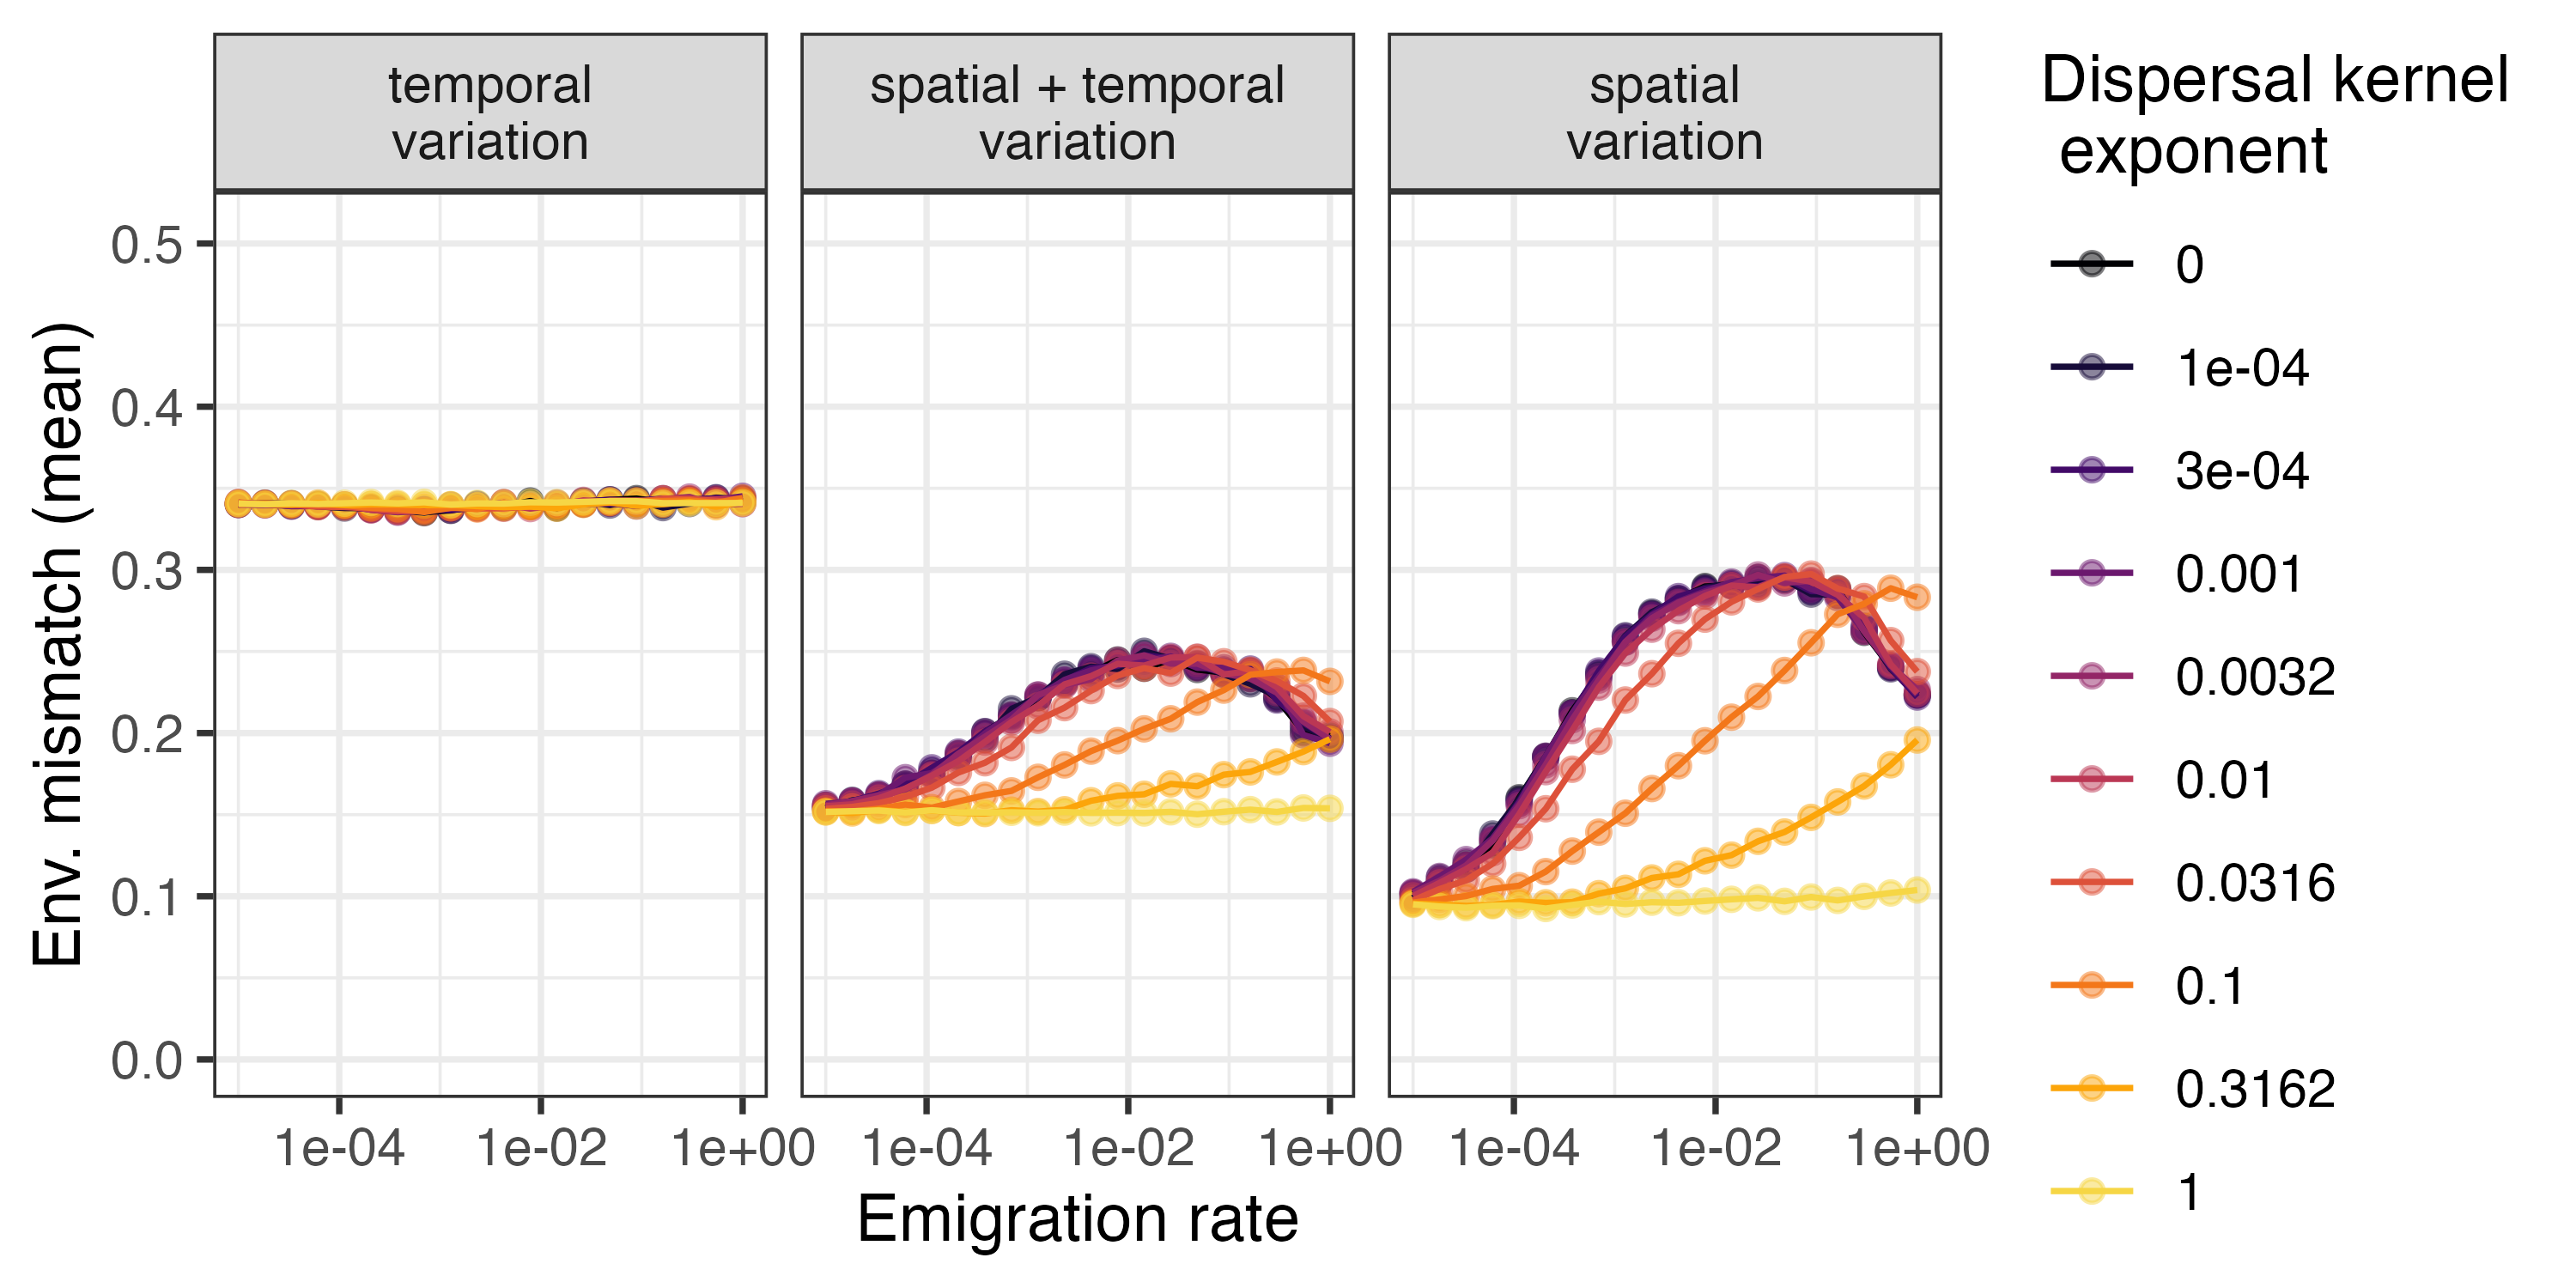 temporal
variation
spatial + temporal
variation
spatial
variation
Env. mismatch (mean)
0.5
0.4
0.3
0.2
0.1
0.0
1e-04 1e-02 1e+00
1e-04 1e-02 1e+00
1e-04 1e-02 1e+00
Emigration rate
Dispersal kernel
exponent
0
1e-04
3e-04
0.001
0.0032
0.01
0.0316
0.1
0.3162
1